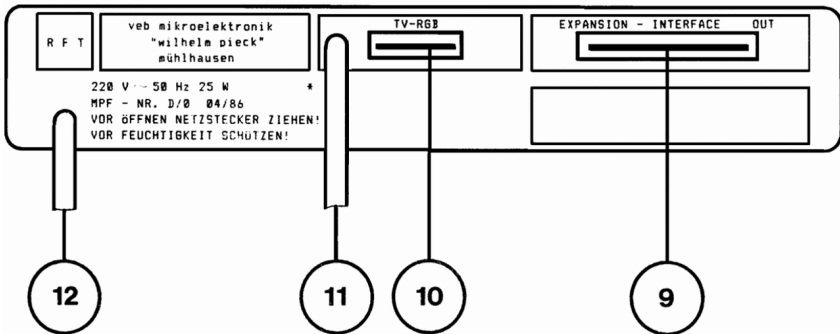 R F T
veb mikroelektronik
"wilhelm pieck"
mühlhausen
TV-RGB
EXPANSION - INTERFACE OUT
220 V ~ 50 Hz 25 W *
MPF - NR. D/0 04/86
VOR öFFNEN NETZSTECKER ZIEHEN!
VOR FEUCHTIGKEIT SCHüTZEN!
12
11
10
9